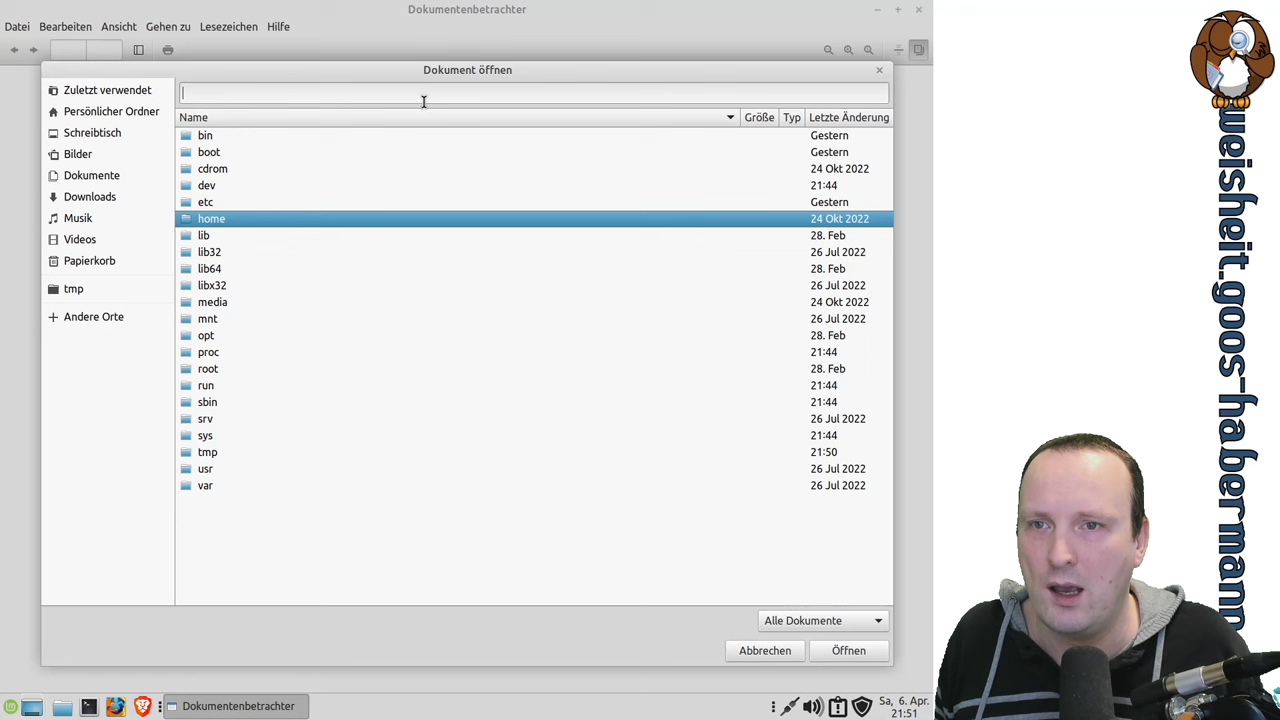 Dokumentenbetrachter
Datei Bearbeiten Ansicht Gehen zu Lesezeichen Hilfe
Dokument öffnen
Zuletzt verwendet
Persönlicher Ordner
Schreibtisch
Bilder
Dokumente
Downloads
Musik
Videos
Papierkorb
tmp
Andere Orte
Name Größe Typ Letzte Änderung
bin Gestern
boot Gestern
cdrom 24 Okt 2022
dev 21:44
etc Gestern
home 24 Okt 2022
lib 28. Feb
lib32 26 Jul 2022
lib64 28. Feb
libx32 26 Jul 2022
media 24 Okt 2022
mnt 26 Jul 2022
opt 28. Feb
proc 21:44
root 28. Feb
run 21:44
sbin 21:44
srv 26 Jul 2022
sys 21:44
tmp 21:50
usr 26 Jul 2022
var 26 Jul 2022
Alle Dokumente
Abbrechen Öffnen
Dokumentenbetrachter
Sa, 6. Apr.
21:51
weisheit.goos-habermann